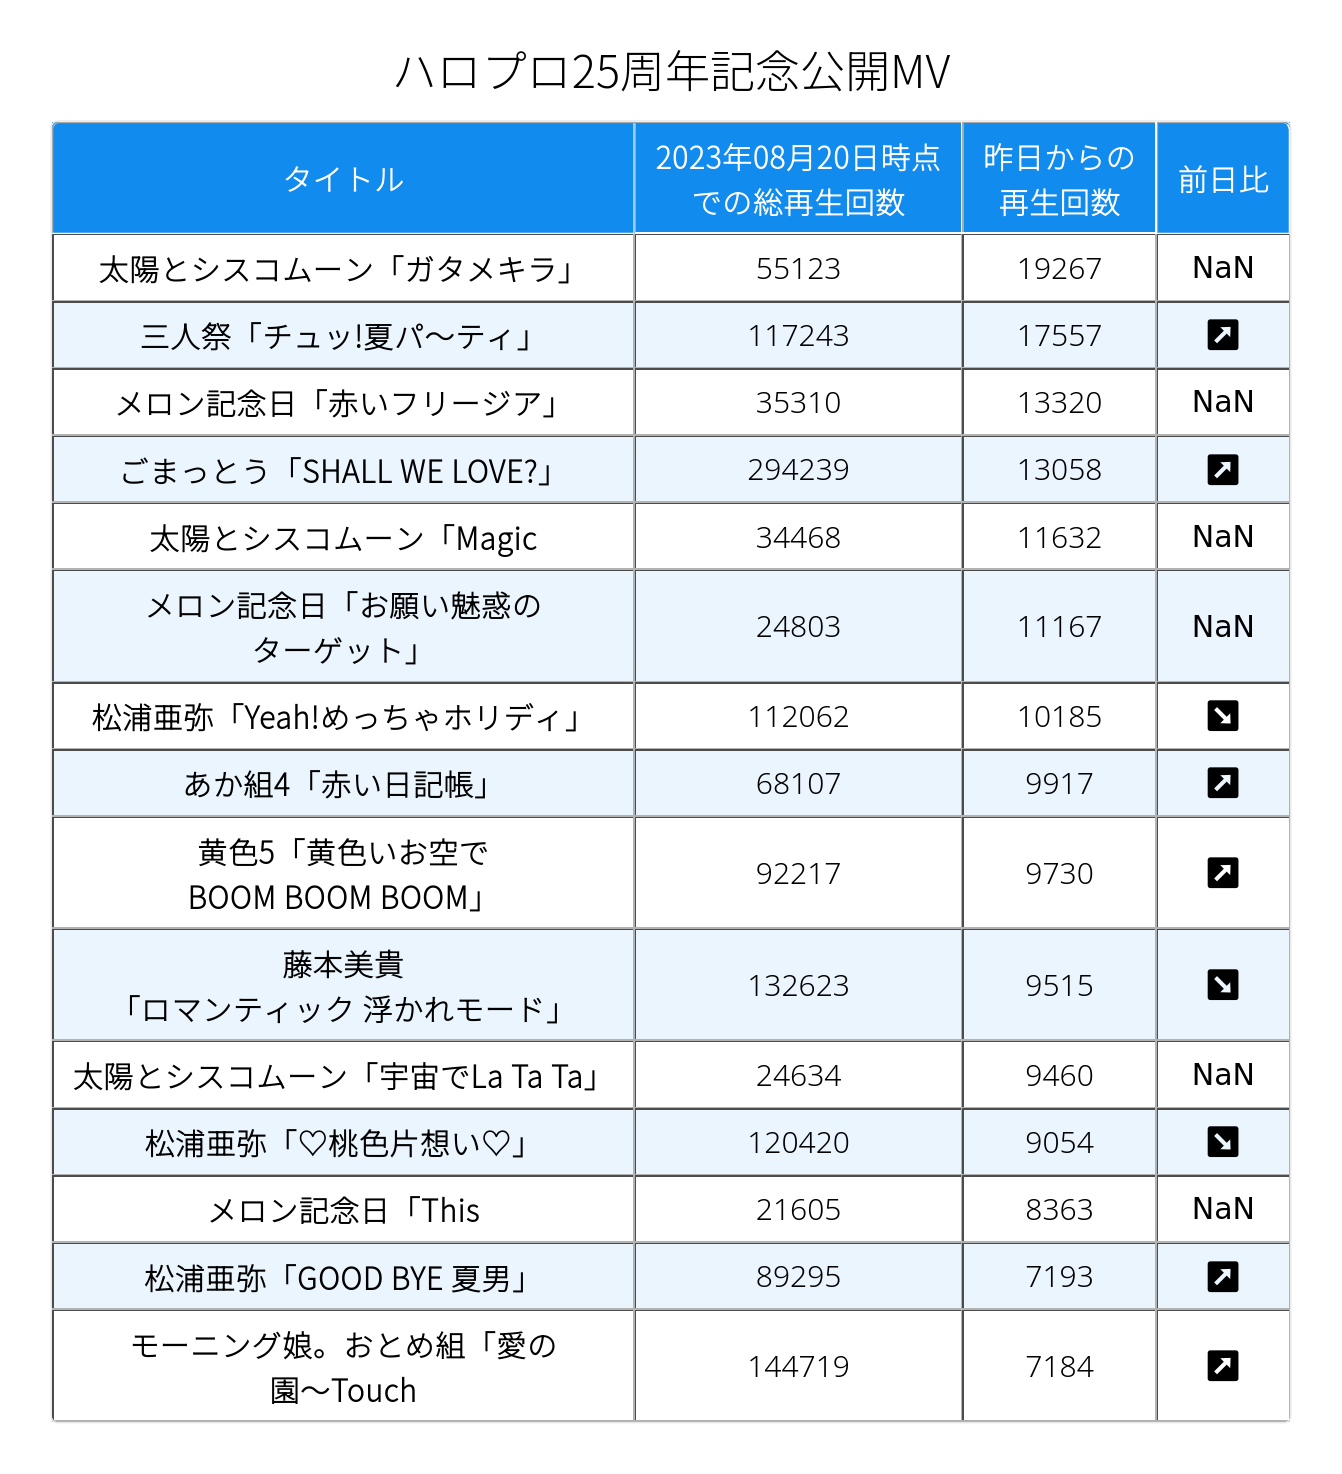 ハロプロ25周年記念公開MV
タイトル
2023年08月20日時点
での総再生回数
昨日からの
再生回数
前日比
太陽とシスコムーン「ガタメキラ」
55123
19267
NaN
三人祭「チュッ!夏パ〜ティ」
117243
17557
メロン記念日「赤いフリージア」
35310
13320
NaN
ごまっとう「SHALL WE LOVE?」
294239
13058
太陽とシスコムーン「Magic
34468
11632
NaN
メロン記念日「お願い魅惑の
ターゲット」
24803
11167
NaN
松浦亜弥「Yeah!めっちゃホリディ」
112062
10185
あか組4「赤い日記帳」
68107
9917
黄色5「黄色いお空で
BOOM BOOM BOOM」
92217
9730
藤本美貴
「ロマンティック 浮かれモード」
132623
9515
太陽とシスコムーン「宇宙でLa Ta Ta」
24634
9460
NaN
松浦亜弥「♡桃色片想い♡」
120420
9054
メロン記念日「This
21605
8363
NaN
松浦亜弥「GOOD BYE 夏男」
89295
7193
モーニング娘。おとめ組「愛の
園〜Touch
144719
7184